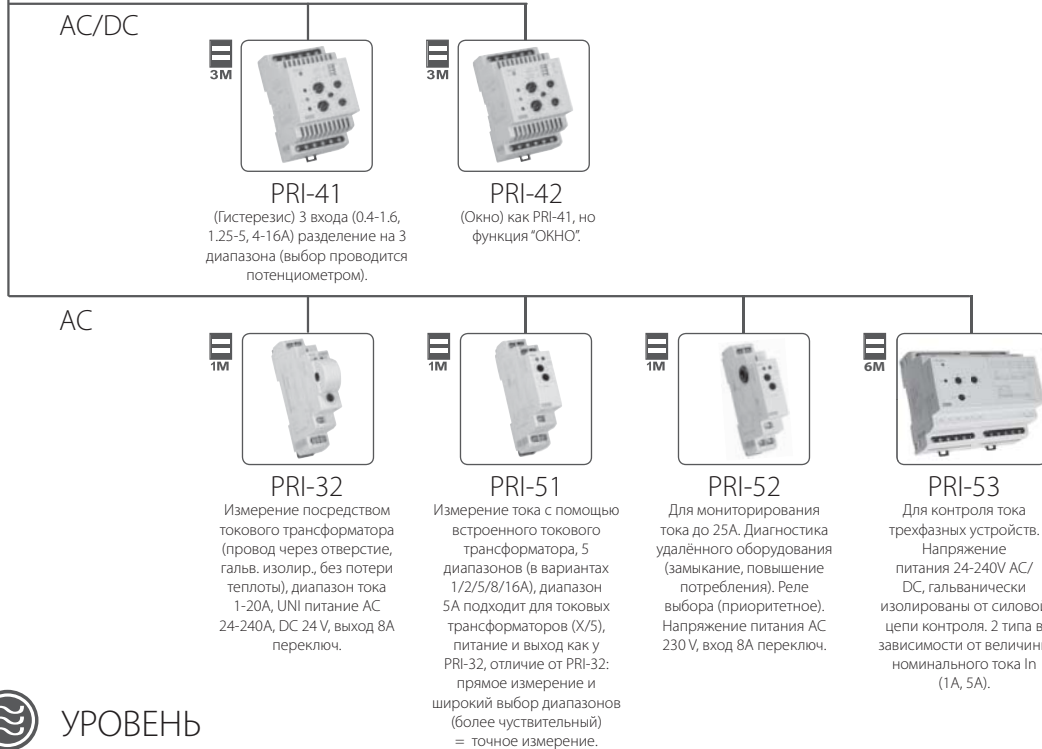 AC/DC
3M
3M
PRI-41
(Гистерезис) 3 входа (0.4-1.6,
1.25-5, 4-16A) разделение на 3
диапазона (выбор проводится
потенциометром).
PRI-42
(Окно) как PRI-41, но
функция "ОКНО".
AC
1M
1M
1M
6M
PRI-32
Измерение посредством
токового трансформатора
(провод через отверстие,
гальв. изолир., без потери
теплоты), диапазон тока
1-20A, UNI питание AC
24-240A, DC 24 V, выход 8A
переключ.
PRI-51
Измерение тока с помощью
встроенного токового
трансформатора, 5
диапазонов (в вариантах
1/2/5/8/16A), диапазон
5A подходит для токовых
трансформаторов (X/5),
питание и выход как у
PRI-32, отличие от PRI-32:
прямое измерение и
широкий выбор диапазонов
(более чуствительный)
= точное измерение.
PRI-52
Для мониторирования
тока до 25A. Диагностика
удалённого оборудования
(замыкание, повышение
потребления). Реле
выбора (приоритетное).
Напряжение питания AC
230 V, вход 8A переключ.
PRI-53
Для контроля тока
трехфазных устройств.
Напряжение
питания 24-240V AC/
DC, гальванически
изолированы от силовой
цепи контроля. 2 типа в
зависимости от величины
номинального тока In
(1A, 5A).
УРОВЕНЬ